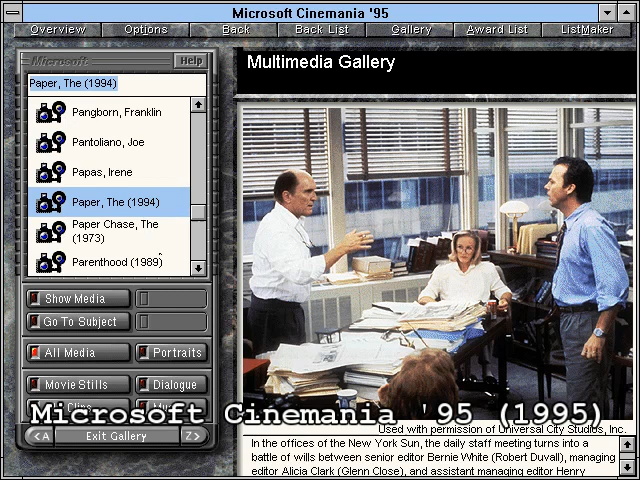 Microsoft Cinemania '95
Overview Options Back Back List Gallery Award List ListMaker
Microsoft Help
Multimedia Gallery
Paper, The (1994)
Pangborn, Franklin
Pantoliano, Joe
Papas, Irene
Paper, The (1994)
Paper Chase, The
(1973)
Parenthood (1989)
Show Media
Go To Subject
All Media Portraits
Movie Stills Dialogue
Microsoft Cinemania '95 (1995)
<A Exit Gallery Z>
Used with permission of Universal City Studios, Inc.
In the offices of the New York Sun, the daily staff meeting turns into a
battle of wills between senior editor Bernie White (Robert Duvall), managing
editor Alicia Clark (Glenn Close), and assistant managing editor Henry